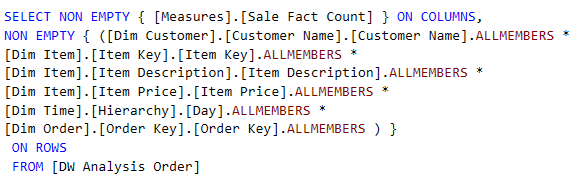 SELECT NON EMPTY { [Measures].[Sale Fact Count] } ON COLUMNS,
NON EMPTY { ([Dim Customer].[Customer Name].[Customer Name].ALLMEMBERS *
[Dim Item].[Item Key].[Item Key].ALLMEMBERS *
[Dim Item].[Item Description].[Item Description].ALLMEMBERS *
[Dim Item].[Item Price].[Item Price].ALLMEMBERS *
[Dim Time].[Hierarchy].[Day].ALLMEMBERS *
[Dim Order].[Order Key].[Order Key].ALLMEMBERS ) }
ON ROWS
FROM [DW Analysis Order]